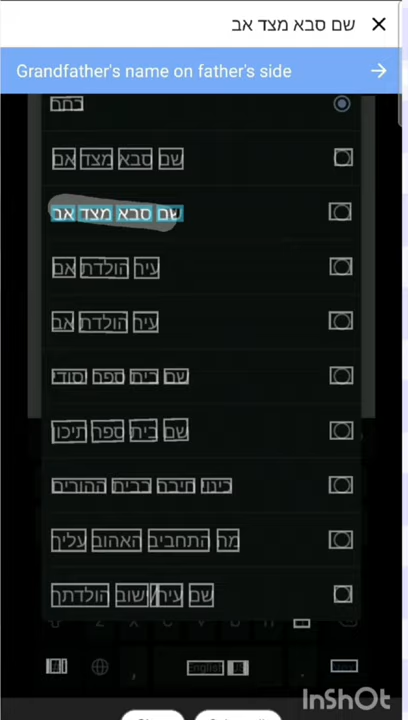 שם סבא מצד אב
Grandfather's name on father's side
שם סבא מצד אם
שם סבא מצד אב
עיר הולדת אם
עיר הולדת אב
שם בית ספר יסודי
שם בית ספר תיכון
כינוי חיבה בבית ההורים
מה התחביב האהוב עליך
שם עיר/ישוב הולדתך
Z X C V B n
, English .
InShOt